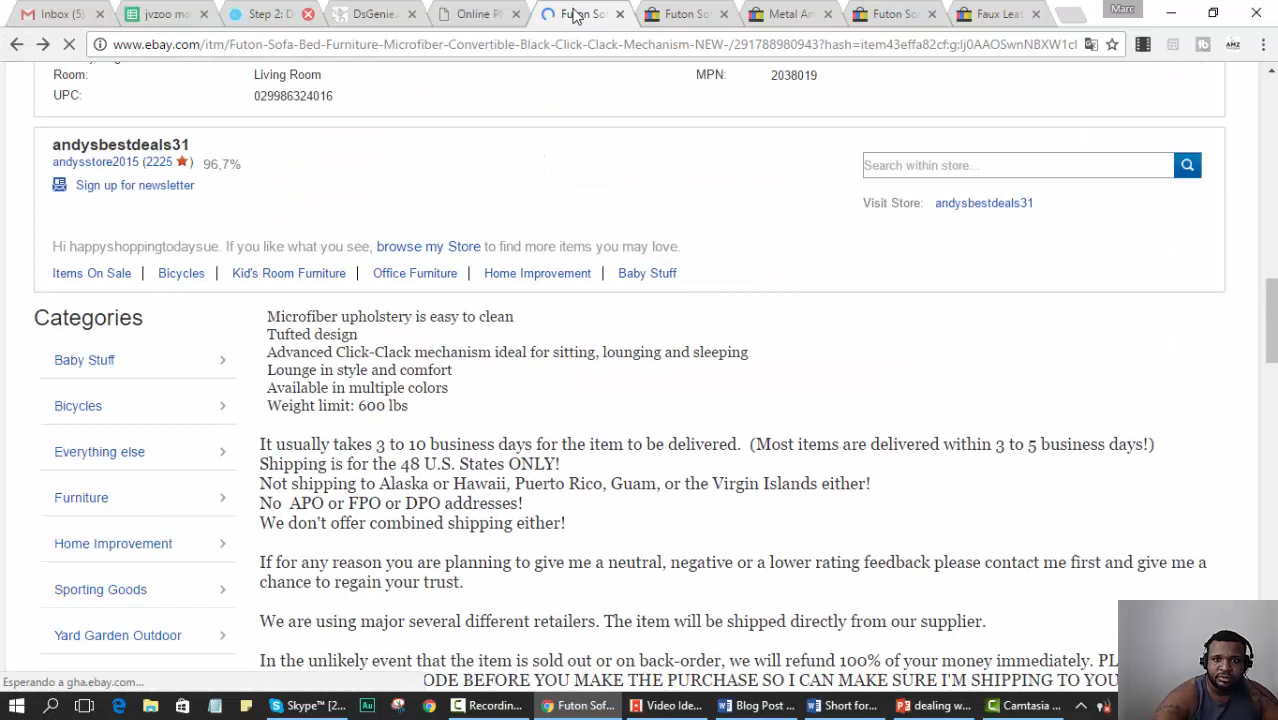 Inbox (5)
jvzoo mo
Step 2: D
DsGenie
Online P
Futon So
Futon So
Metal Ar
Futon So
Faux Leat
Marc
www.ebay.com/itm/Futon-Sofa-Bed-Furniture-Microfiber-Convertible-Black-Click-Clack-Mechanism-NEW-/291788980943?hash=item43effa82cf:g:Ij0AAOSwnNBXW1cl
Room: Living Room MPN: 2038019
UPC: 029986324016
andysbestdeals31
andysstore2015 (2225 ) 96,7%
Sign up for newsletter
Search within store...
Visit Store: andysbestdeals31
Hi happyshoppingtodaysue. If you like what you see, browse my Store to find more items you may love.
Items On Sale | Bicycles | Kid's Room Furniture | Office Furniture | Home Improvement | Baby Stuff
Categories
Baby Stuff
Bicycles
Everything else
Furniture
Home Improvement
Sporting Goods
Yard Garden Outdoor
Microfiber upholstery is easy to clean
Tufted design
Advanced Click-Clack mechanism ideal for sitting, lounging and sleeping
Lounge in style and comfort
Available in multiple colors
Weight limit: 600 lbs
It usually takes 3 to 10 business days for the item to be delivered. (Most items are delivered within 3 to 5 business days!)
Shipping is for the 48 U.S. States ONLY!
Not shipping to Alaska or Hawaii, Puerto Rico, Guam, or the Virgin Islands either!
No APO or FPO or DPO addresses!
We don't offer combined shipping either!
If for any reason you are planning to give me a neutral, negative or a lower rating feedback please contact me first and give me a
chance to regain your trust.
We are using major several different retailers. The item will be shipped directly from our supplier.
In the unlikely event that the item is sold out or on back-order, we will refund 100% of your money immediately. PL
ODE BEFORE YOU MAKE THE PURCHASE SO I CAN MAKE SURE I'M SHIPPING TO YOU
Esperando a gha.ebay.com...
Skype™ [2...
Recording...
Futon Sof...
Video Ide...
Blog Post ...
Short for...
dealing w...
Camtasia ...